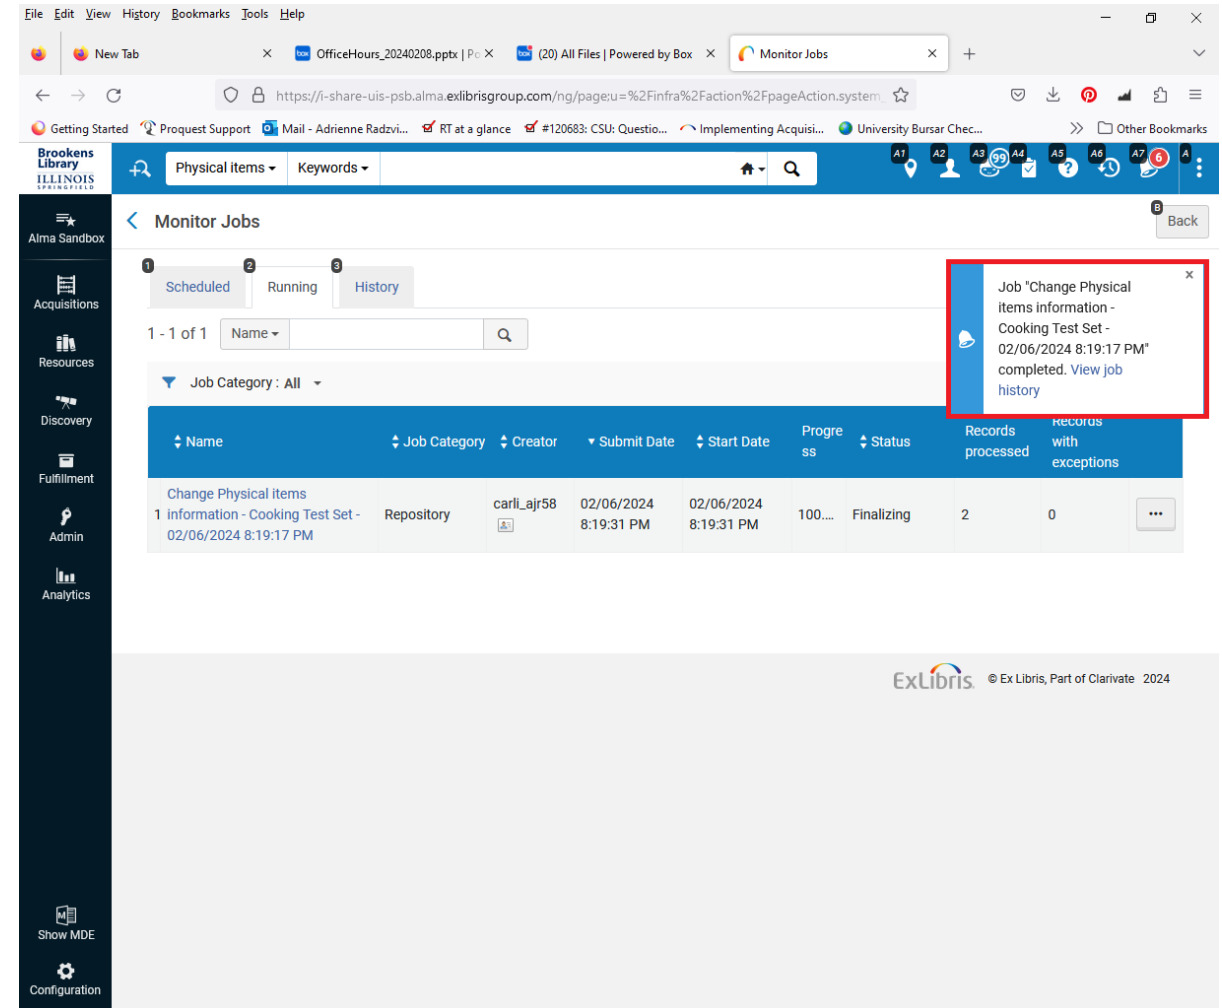 File Edit View History Bookmarks Tools Help
New Tab
OfficeHours_20240208.pptx | Po
(20) All Files | Powered by Box
Monitor Jobs
https://i-share-uis-psb.alma.exlibrisgroup.com/ng/page;u=%2Finfra%2Faction%2FpageAction.system_
Getting Started
Proquest Support
Mail - Adrienne Radzvi...
RT at a glance
#120683: CSU: Questio...
Implementing Acquisi...
University Bursar Chec...
Other Bookmarks
Brookens
Library
ILLINOIS
SPRINGFIELD
Physical items
Keywords
A1
A2
A3
99
A4
A5
A6
A7
6
A
Alma Sandbox
Acquisitions
Resources
Discovery
Fulfillment
Admin
Analytics
Show MDE
Configuration
Monitor Jobs
B
Back
1
Scheduled
2
Running
3
History
1 - 1 of 1
Name
Job "Change Physical
items information -
Cooking Test Set -
02/06/2024 8:19:17 PM"
completed. View job
history
Job Category : All
Name
Job Category
Creator
Submit Date
Start Date
Progre
ss
Status
Records
processed
Records
with
exceptions
1
Change Physical items
information - Cooking Test Set -
02/06/2024 8:19:17 PM
Repository
carli_ajr58
02/06/2024
8:19:31 PM
02/06/2024
8:19:31 PM
100....
Finalizing
2
0
ExLibris.
© Ex Libris, Part of Clarivate 2024